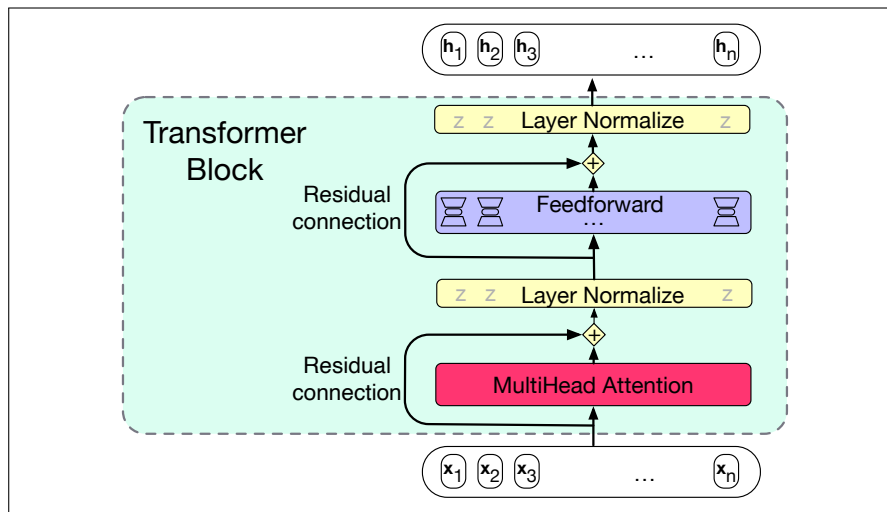 h1 h2 h3 ... hn
Transformer
Block
z z Layer Normalize z
+
Residual
connection
Feedforward
...
z z Layer Normalize z
+
Residual
connection
MultiHead Attention
x1 x2 x3 ... xn